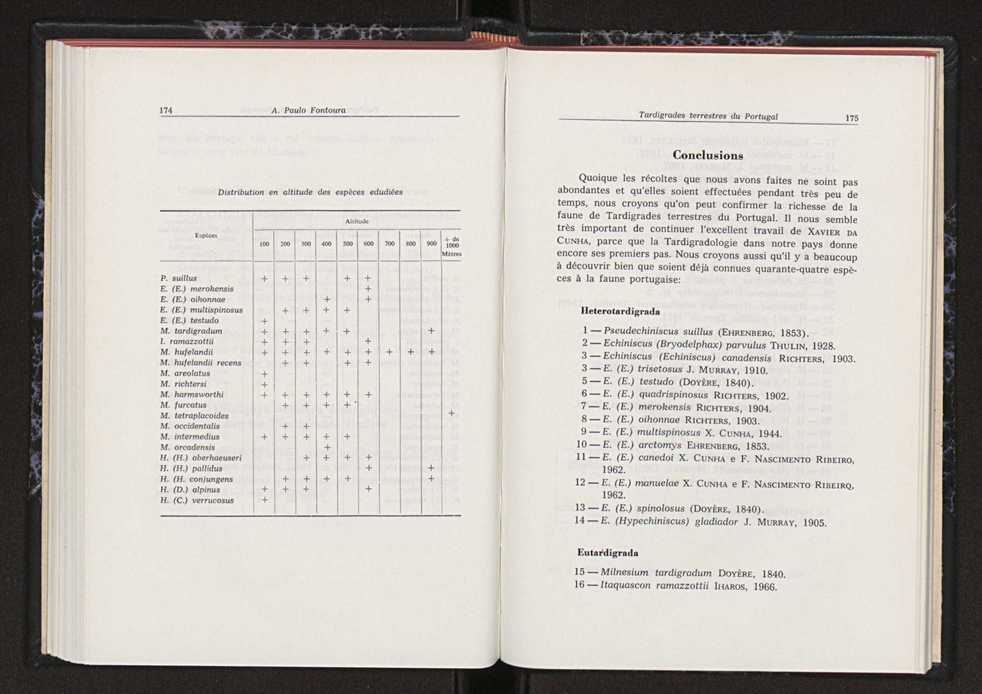 174 A. Paulo Fontoura
Distribution en altitude des espèces edudiées
Espèces
Altitude
100 200 300 400 500 600 700 800 900 + de 1000 Mètres
P. suillus + + + + +
E. (E.) merokensis +
E. (E.) oihonnae + +
E. (E.) multispinosus + + + +
E. (E.) testudo +
M. tardigradum + + + + + +
I. ramazzottii + + + +
M. hufelandii + + + + + + + + +
M. hufelandii recens + + + +
M. areolatus +
M. richtersi +
M. harmsworthi + + + + + +
M. furcatus + + + +
M. tetraplacoides +
M. occidentalis + +
M. intermedius + + + + +
M. orcadensis +
H. (H.) oberhaeuseri + + + +
H. (H.) pallidus + +
H. (H. conjungens + + + + +
H. (D.) alpinus + + + +
H. (C.) verrucosus +
Tardigrades terrestres du Portugal 175
Conclusions
Quoique les récoltes que nous avons faites ne soint pas
abondantes et qu'elles soient effectuées pendant très peu de
temps, nous croyons qu'on peut confirmer la richesse de la
faune de Tardigrades terrestres du Portugal. Il nous semble
très important de continuer l'excellent travail de XAVIER DA
CUNHA, parce que la Tardigradologie dans notre pays donne
encore ses premiers pas. Nous croyons aussi qu'il y a beaucoup
à découvrir bien que soient déjà connues quarante-quatre espè-
ces à la faune portugaise:
Heterotardigrada
1 — Pseudechiniscus suillus (EHRENBERG, 1853).
2 — Echiniscus (Bryodelphax) parvulus THULIN, 1928.
3 — Echiniscus (Echiniscus) canadensis RICHTERS, 1903.
3 — E. (E.) trisetosus J. MURRAY, 1910.
5 — E. (E.) testudo (DOYÈRE, 1840).
6 — E. (E.) quadrispinosus RICHTERS, 1902.
7 — E. (E.) merokensis RICHTERS, 1904.
8 — E. (E.) oihonnae RICHTERS, 1903.
9 — E. (E.) multispinosus X. CUNHA, 1944.
10 — E. (E.) arctomys EHRENBERG, 1853.
11 — E. (E.) canedoi X. CUNHA e F. NASCIMENTO RIBEIRO,
1962.
12 — E. (E.) manuelae X. CUNHA e F. NASCIMENTO RIBEIRO,
1962.
13 — E. (E.) spinolosus (DOYÈRE, 1840).
14 — E. (Hypechiniscus) gladiador J. MURRAY, 1905.
Eutardigrada
15 — Milnesium tardigradum DOYÈRE, 1840.
16 — Itaquascon ramazzottii IHAROS, 1966.